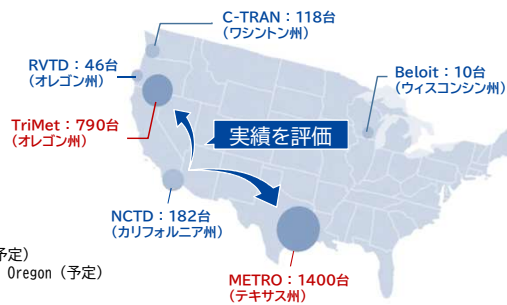 C-TRAN：118台
(ワシントン州)
RVTD：46台
(オレゴン州)
Beloit：10台
(ウィスコンシン州)
TriMet：790台
(オレゴン州)
実績を評価
NCTD：182台
(カリフォルニア州)
予定)
Oregon (予定)
METRO：1400台
(テキサス州)